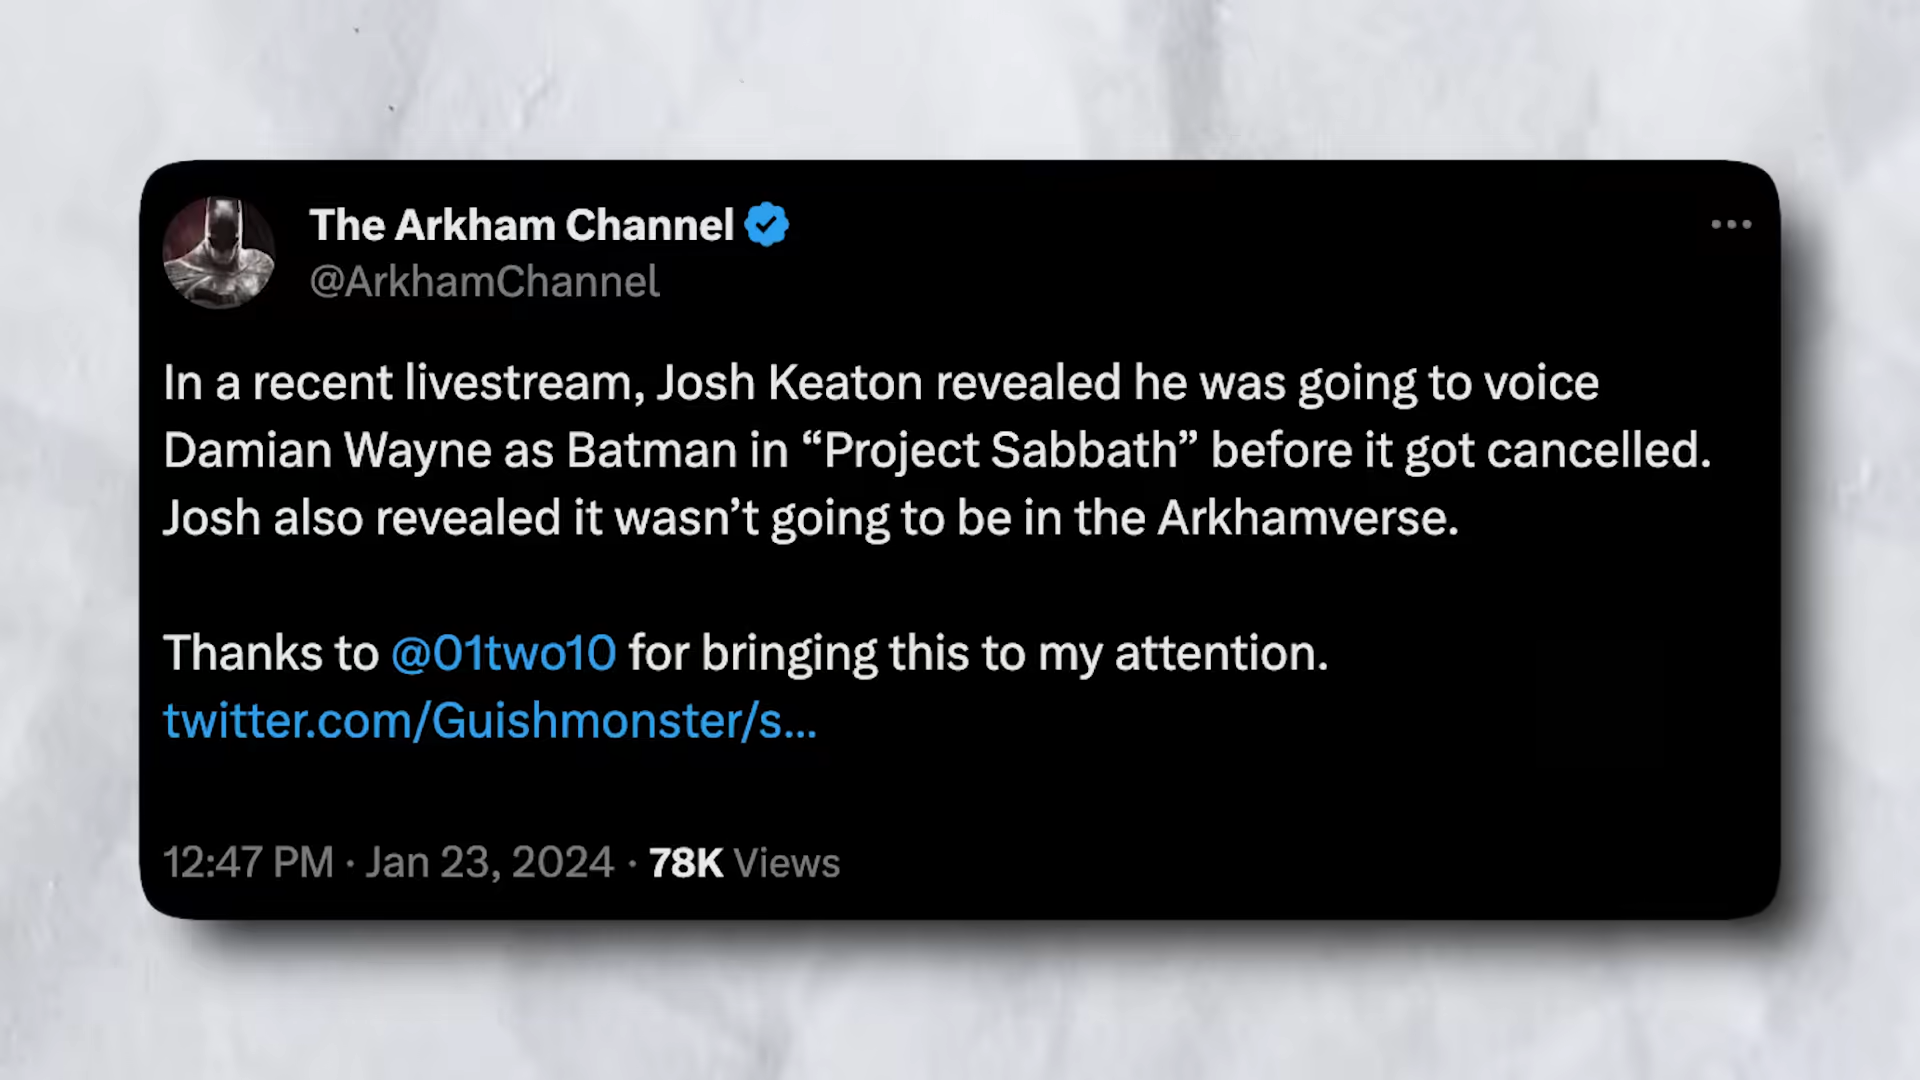 The Arkham Channel
@ArkhamChannel
In a recent livestream, Josh Keaton revealed he was going to voice
Damian Wayne as Batman in “Project Sabbath” before it got cancelled.
Josh also revealed it wasn’t going to be in the Arkhamverse.
Thanks to @01two10 for bringing this to my attention.
twitter.com/Guishmonster/s...
12:47 PM · Jan 23, 2024 · 78K Views